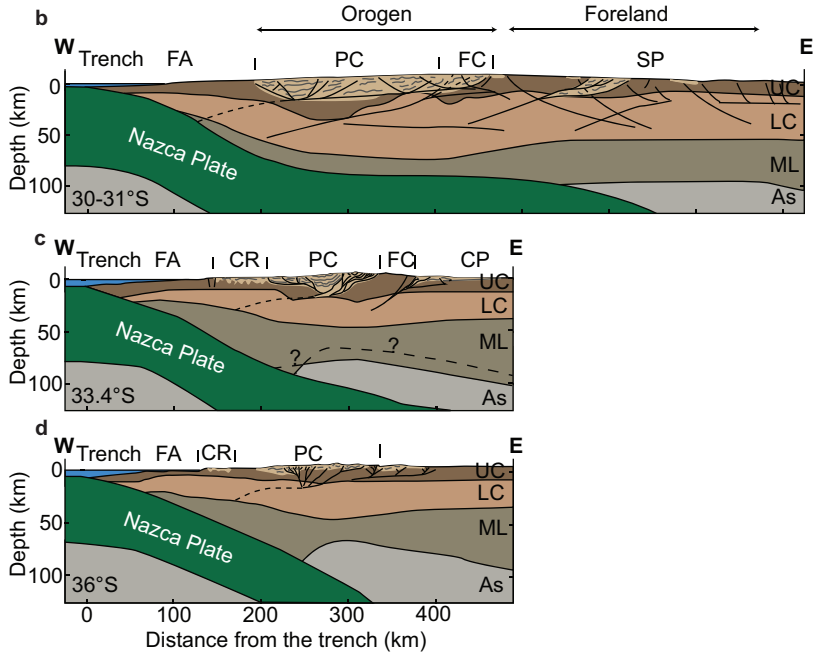 Orogen Foreland
b
W Trench FA PC FC SP E
0 UC
LC
50
Nazca Plate
ML
100 As
30-31°S
Depth (km)
c
W Trench FA CR PC FC CP E
0 UC
LC
50 ML
Nazca Plate
? ?
100
33.4°S As
Depth (km)
d
W Trench FA CR PC E
0 UC
LC
50
ML
Nazca Plate
100 As
36°S
Depth (km)
0 100 200 300 400
Distance from the trench (km)